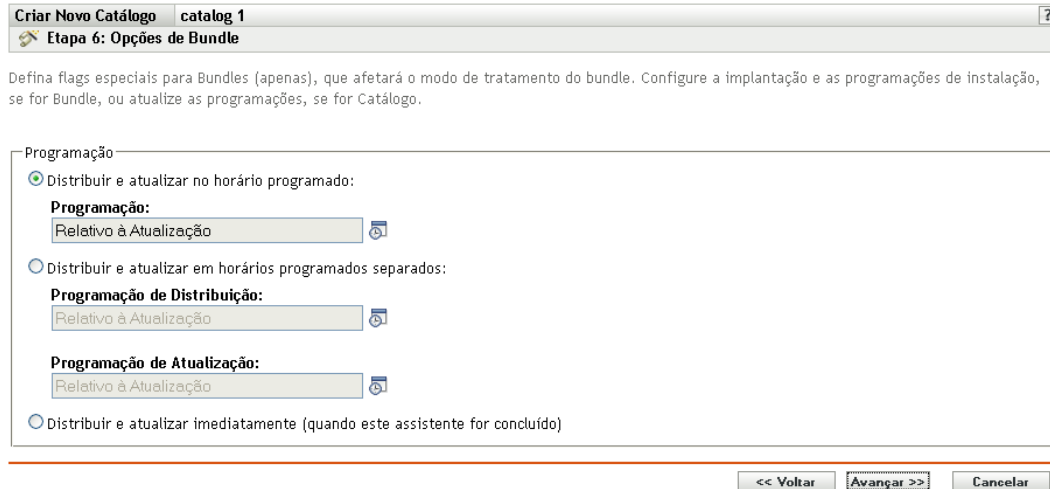 Criar Novo Catálogo catalog 1 ?
Etapa 6: Opções de Bundle
Defina flags especiais para Bundles (apenas), que afetará o modo de tratamento do bundle. Configure a implantação e as programações de instalação,
se for Bundle, ou atualize as programações, se for Catálogo.
Programação
Distribuir e atualizar no horário programado:
Programação:
Relativo à Atualização
Distribuir e atualizar em horários programados separados:
Programação de Distribuição:
Relativo à Atualização
Programação de Atualização:
Relativo à Atualização
Distribuir e atualizar imediatamente (quando este assistente for concluído)
<< Voltar Avançar >> Cancelar